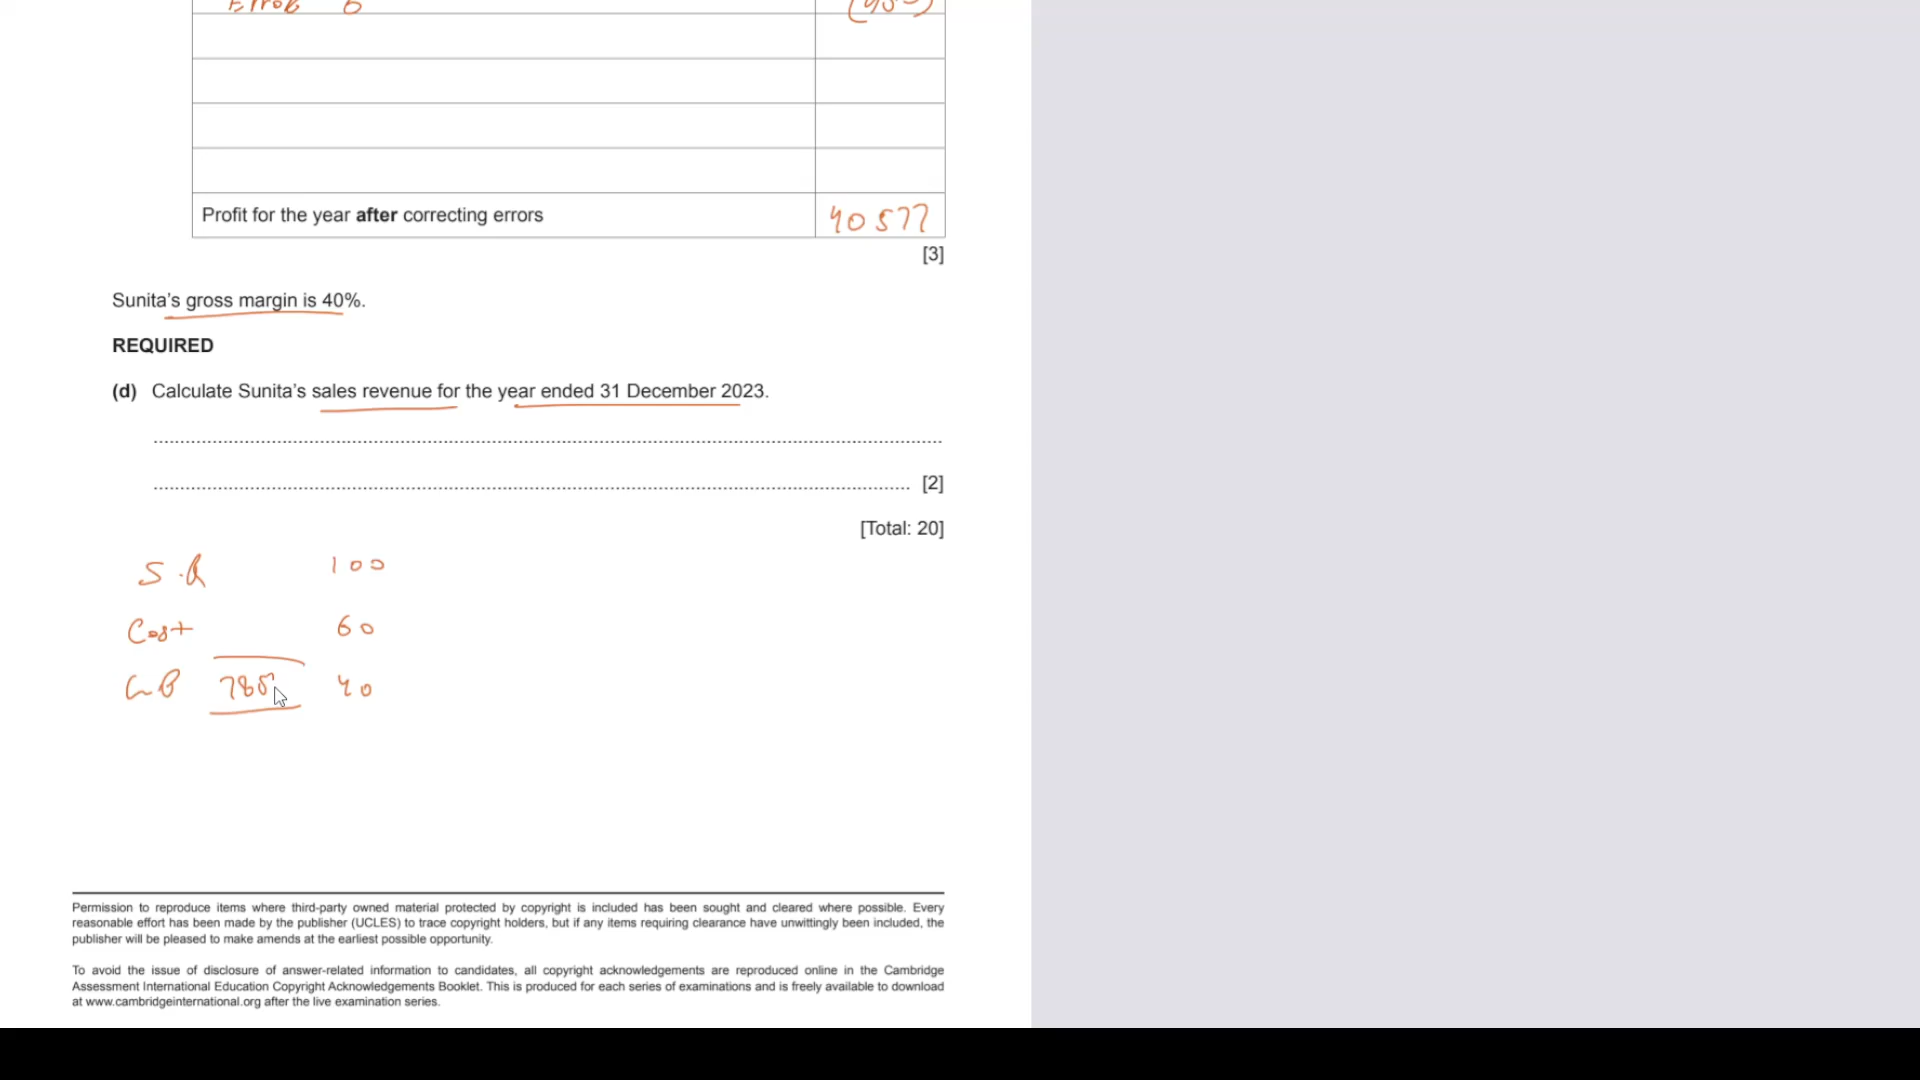 Error 5
Profit for the year after correcting errors 40577
[3]
Sunita's gross margin is 40%.
REQUIRED
(d) Calculate Sunita's sales revenue for the year ended 31 December 2023.
[2]
[Total: 20]
S.R 100
Cost 60
GP 785 40
Permission to reproduce items where third-party owned material protected by copyright is included has been sought and cleared where possible. Every
reasonable effort has been made by the publisher (UCLES) to trace copyright holders, but if any items requiring clearance have unwittingly been included, the
publisher will be pleased to make amends at the earliest possible opportunity.
To avoid the issue of disclosure of answer-related information to candidates, all copyright acknowledgements are reproduced online in the Cambridge
Assessment International Education Copyright Acknowledgements Booklet. This is produced for each series of examinations and is freely available to download
at www.cambridgeinternational.org after the live examination series.